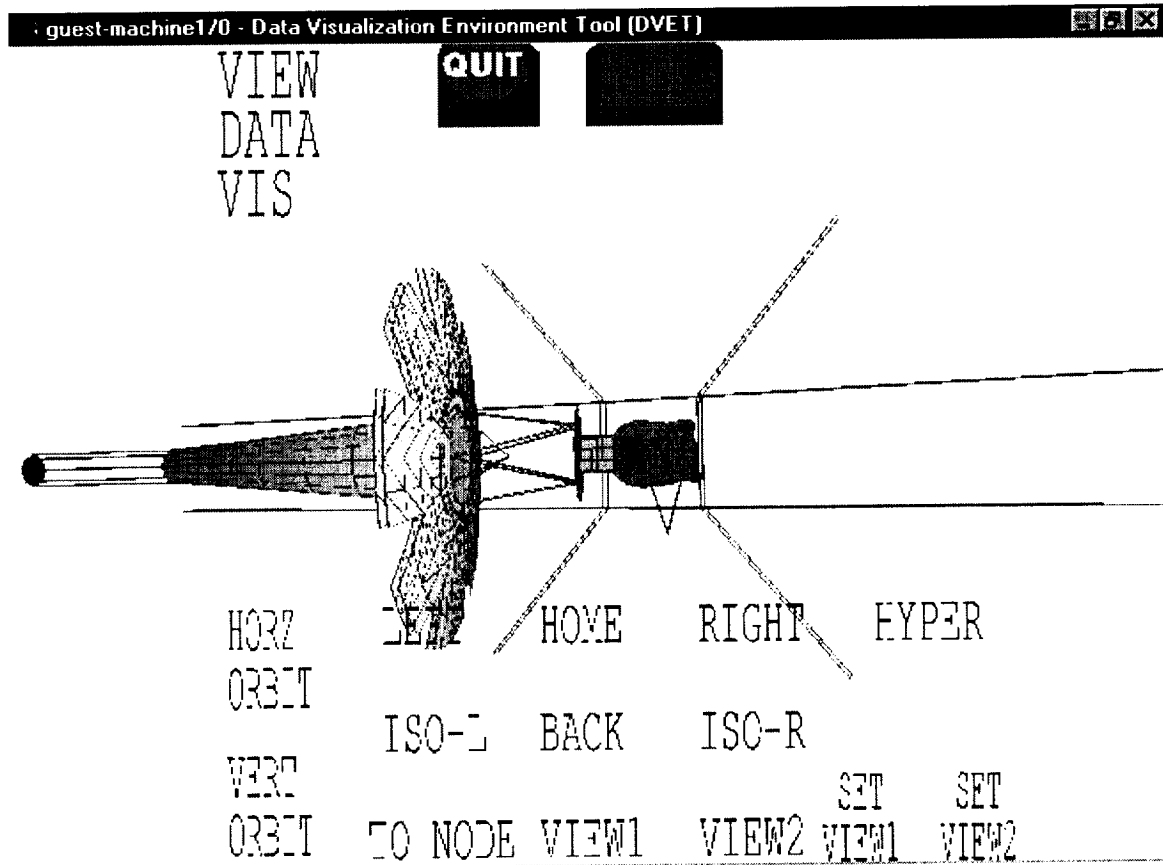 guest-machine1/0 - Data Visualization Environment Tool (DVET)
QUIT
VIEW
DATA
VIS
HORZ
ORBIT
LEFT
HOME
RIGHT
HYPER
ISO-L
BACK
ISO-R
VERT
ORBIT
TO NODE
VIEW1
VIEW2
SET
VIEW1
SET
VIEW2